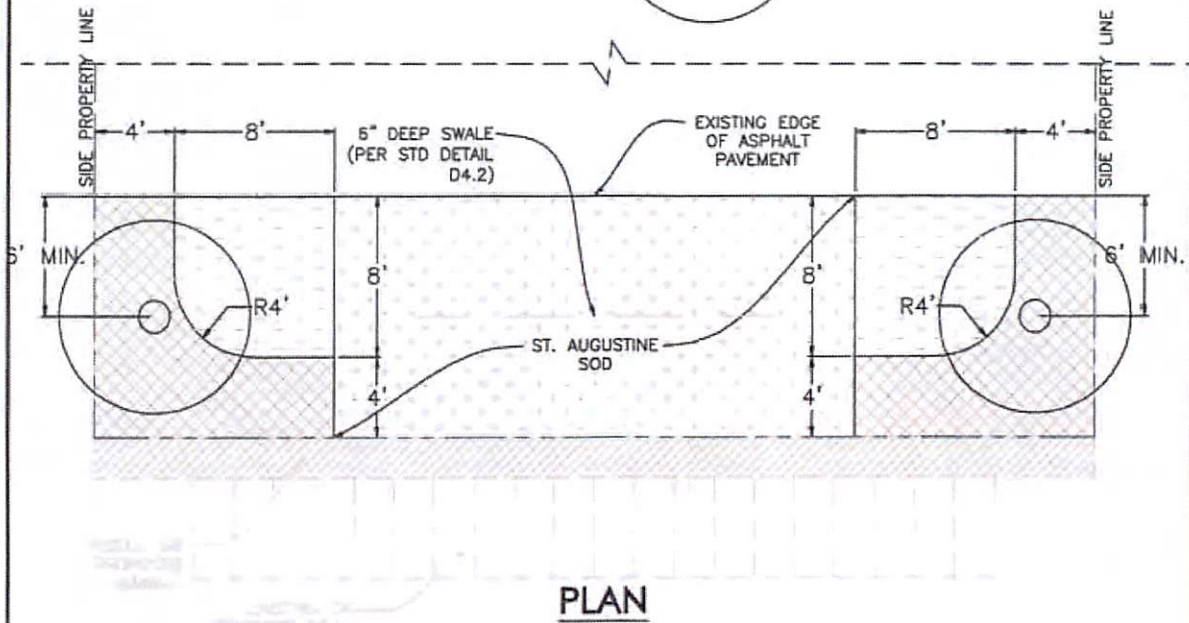 SIDE PROPERTY LINE
SIDE PROPERTY LINE
4'
8'
6" DEEP SWALE
(PER STD DETAIL
D4.2)
EXISTING EDGE
OF ASPHALT
PAVEMENT
8'
4'
6' MIN.
8'
8'
6' MIN.
R4'
R4'
ST. AUGUSTINE
SOD
4'
4'
PLAN